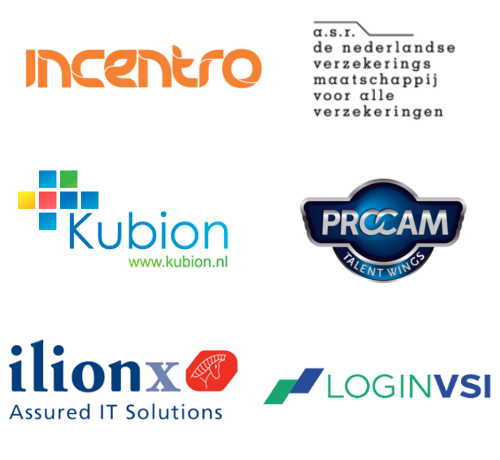 incentro
a.s.r.
de nederlandse
verzekerings
maatschappij
voor alle
verzekeringen
Kubion
www.kubion.nl
PROCAM
TALENT WINGS
ilionx
Assured IT Solutions
LOGINVSI